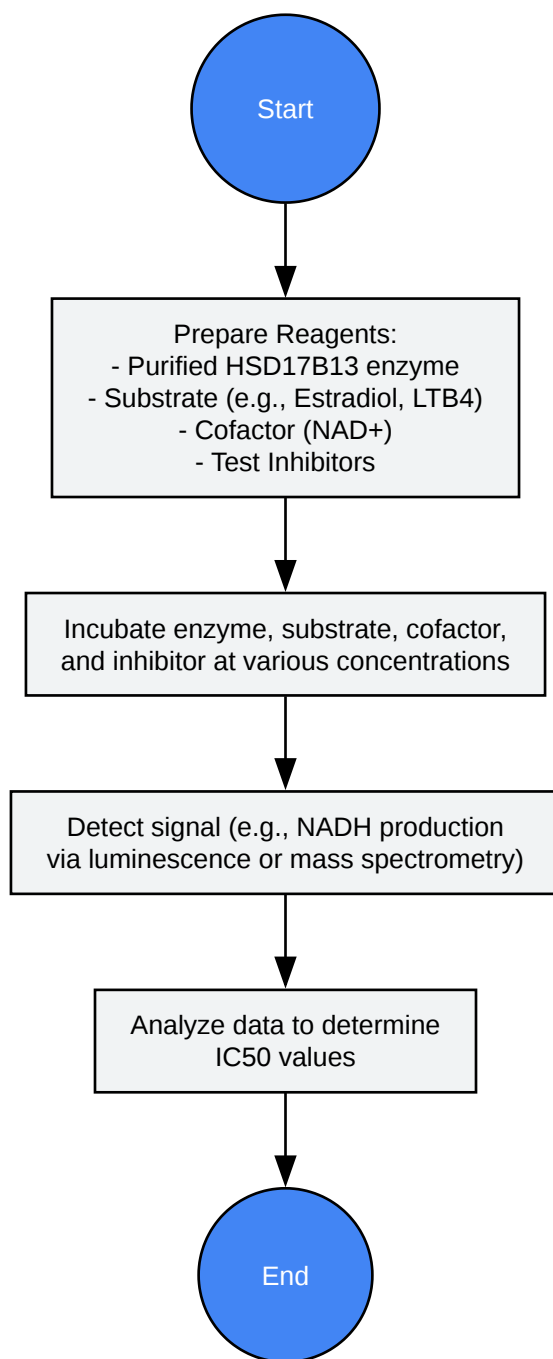 Start
Prepare Reagents:
- Purified HSD17B13 enzyme
- Substrate (e.g., Estradiol, LTB4)
- Cofactor (NAD+)
- Test Inhibitors
Incubate enzyme, substrate, cofactor,
and inhibitor at various concentrations
Detect signal (e.g., NADH production
via luminescence or mass spectrometry)
Analyze data to determine
IC50 values
End